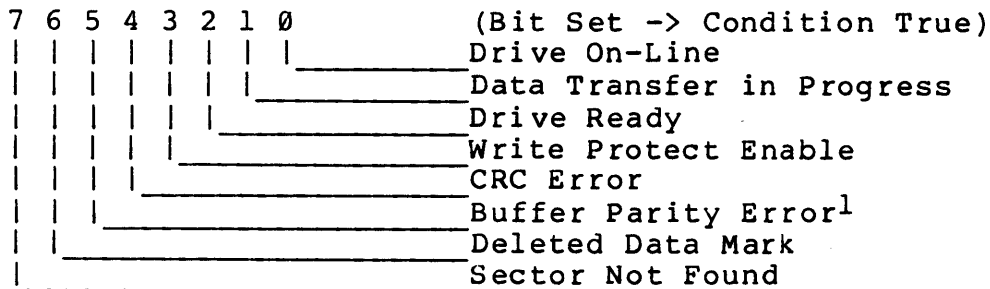 7 6 5 4 3 2 1 Ø (Bit Set -> Condition True)
Drive On-Line
Data Transfer in Progress
Drive Ready
Write Protect Enable
CRC Error
Buffer Parity Error1
Deleted Data Mark
Sector Not Found